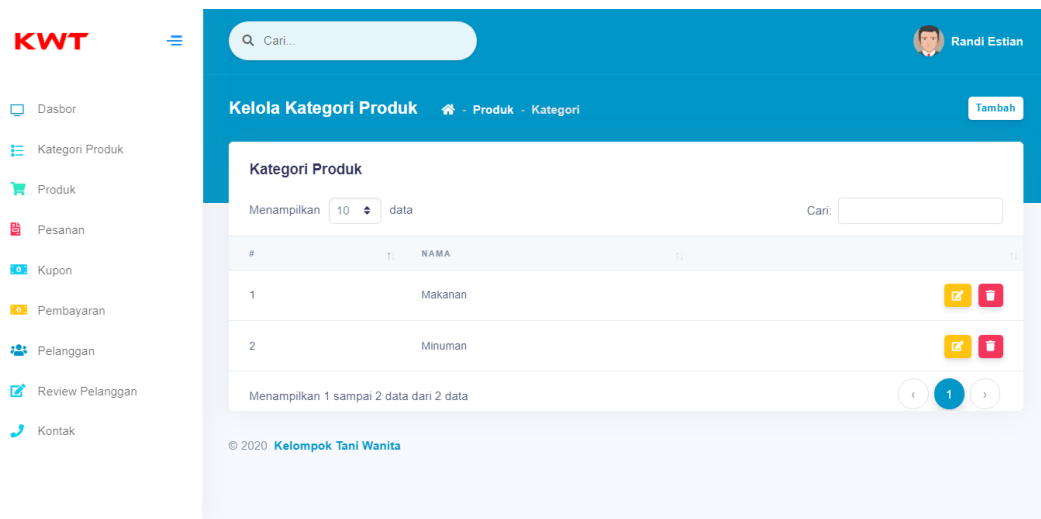 KWT
Cari...
Randi Estian
Dasbor
Kategori Produk
Produk
Pesanan
Kupon
Pembayaran
Pelanggan
Review Pelanggan
Kontak
Kelola Kategori Produk - Produk - Kategori
Tambah
Kategori Produk
Menampilkan 10 data
Cari:
# NAMA
1 Makanan
2 Minuman
Menampilkan 1 sampai 2 data dari 2 data
‹ 1 ›
© 2020 Kelompok Tani Wanita